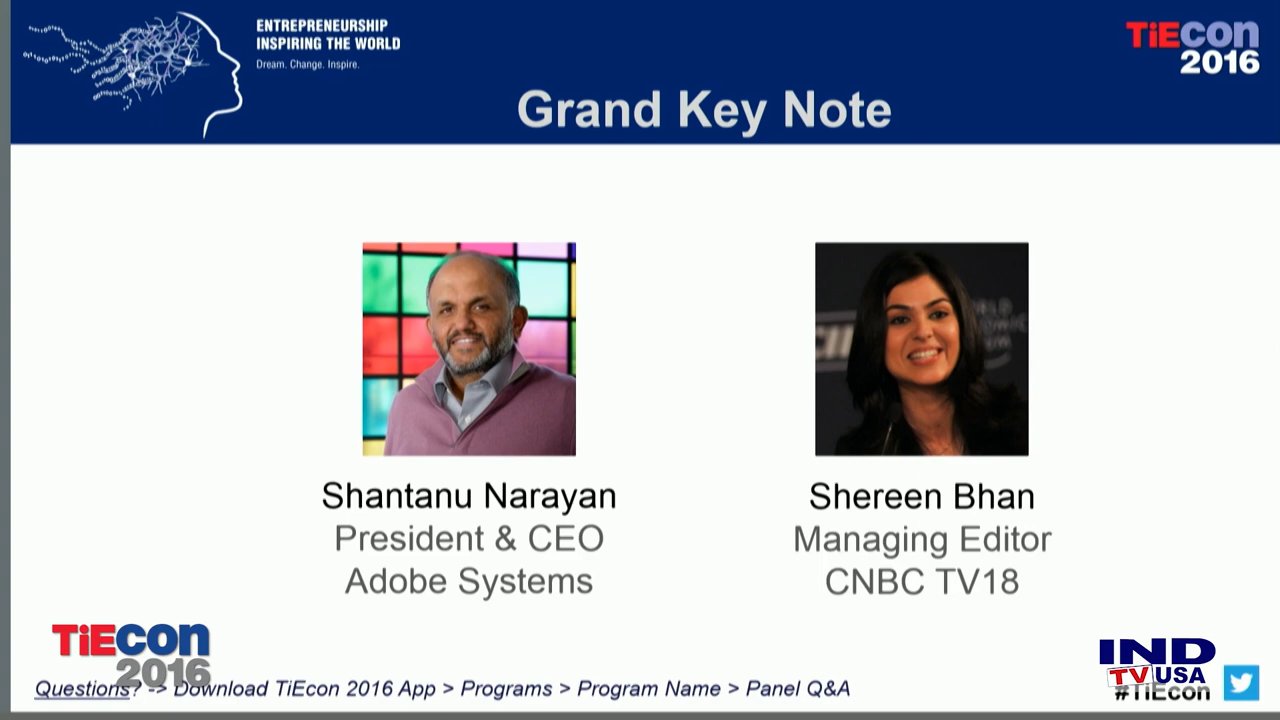 ENTREPRENEURSHIP
INSPIRING THE WORLD
Dream. Change. Inspire.
TiEcon
2016
Grand Key Note
Shantanu Narayan
President & CEO
Adobe Systems
Shereen Bhan
Managing Editor
CNBC TV18
TiEcon
2016
Questions? -> Download TiEcon 2016 App > Programs > Program Name > Panel Q&A
IND
TV USA
#TiEcon